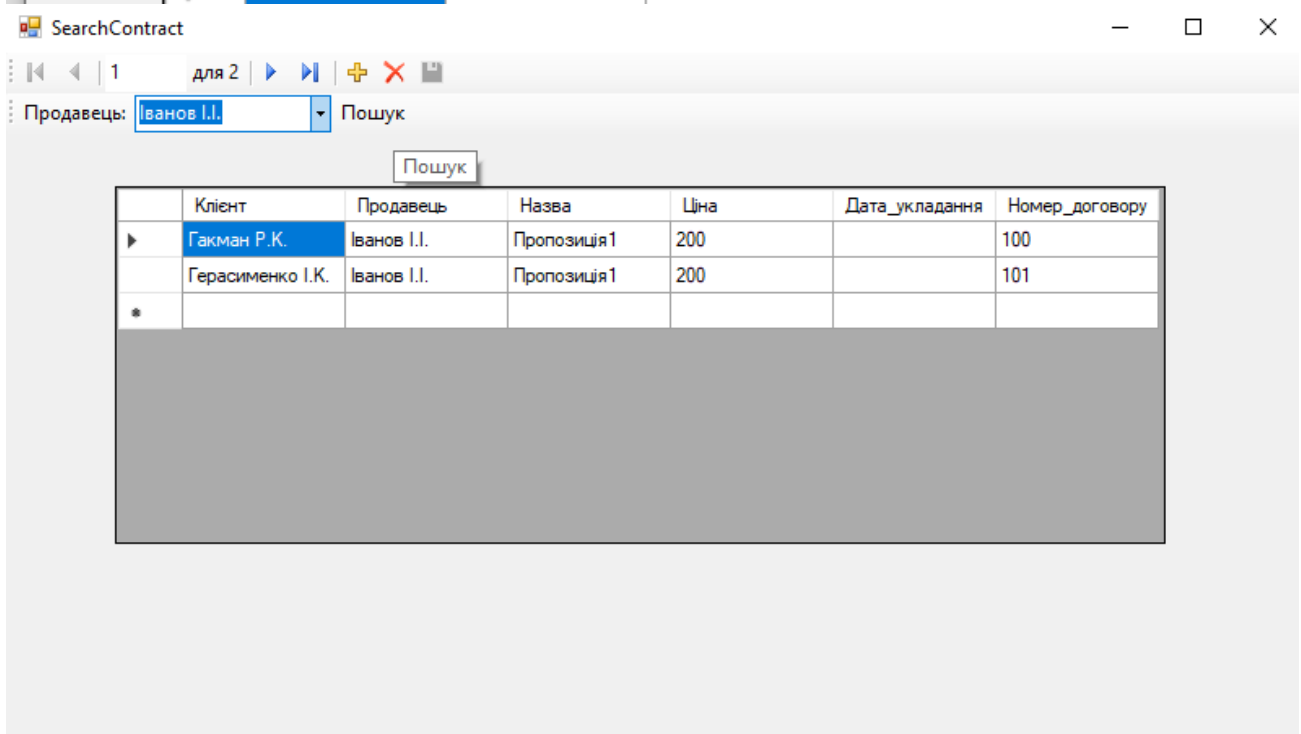 SearchContract
1 для 2
Продавець: Іванов І.І. Пошук
Пошук
Клієнт Продавець Назва Ціна Дата_укладання Номер_договору
Гакман Р.К. Іванов І.І. Пропозиція1 200 100
Герасименко І.К. Іванов І.І. Пропозиція1 200 101